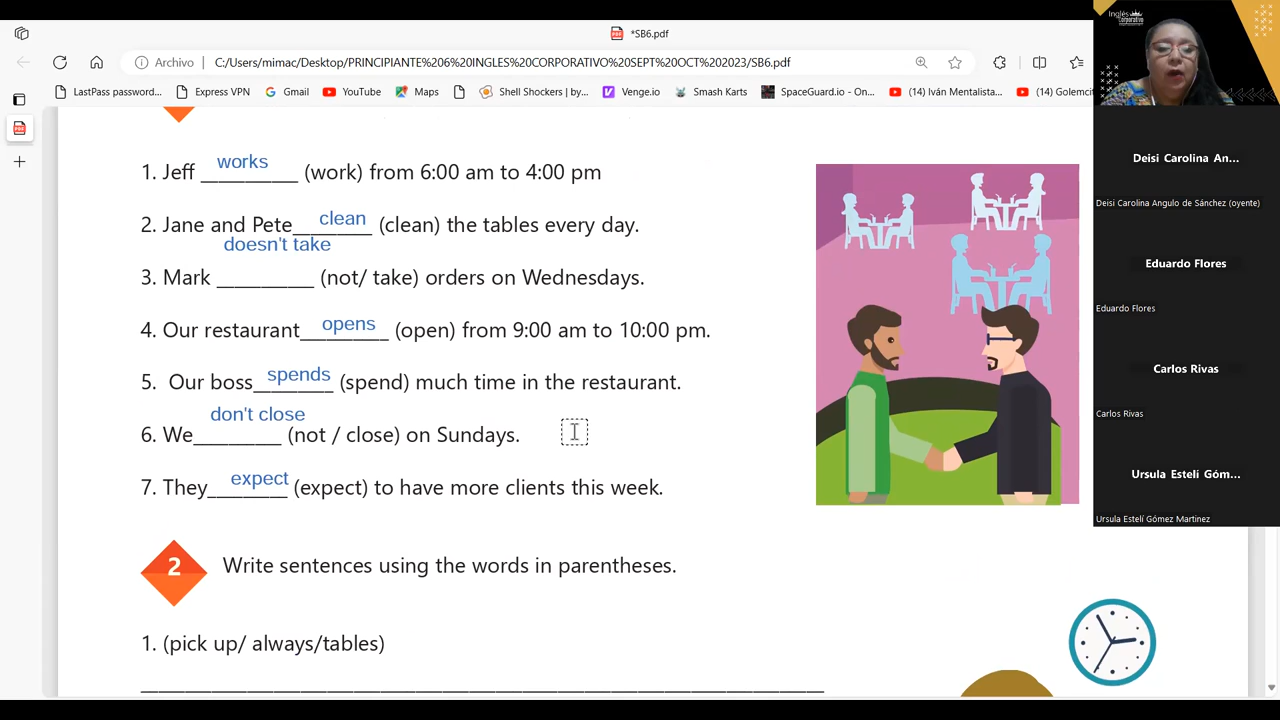 *SB6.pdf
Archivo
C:/Users/mimac/Desktop/PRINCIPIANTE%206%20INGLES%20CORPORATIVO%20SEPT%20OCT%202023/SB6.pdf
LastPass password...
Express VPN
Gmail
YouTube
Maps
Shell Shockers | by...
Venge.io
Smash Karts
SpaceGuard.io - On...
(14) Iván Mentalista...
(14) Golemcit
works
1. Jeff _________ (work) from 6:00 am to 4:00 pm
clean
2. Jane and Pete________ (clean) the tables every day.
doesn't take
3. Mark _________ (not/ take) orders on Wednesdays.
opens
4. Our restaurant_________ (open) from 9:00 am to 10:00 pm.
spends
5. Our boss________ (spend) much time in the restaurant.
don't close
6. We_________ (not / close) on Sundays.
expect
7. They________ (expect) to have more clients this week.
2 Write sentences using the words in parentheses.
1. (pick up/ always/tables)
Inglés
Corporativo
Deisi Carolina An...
Deisi Carolina Angulo de Sánchez (oyente)
Eduardo Flores
Eduardo Flores
Carlos Rivas
Carlos Rivas
Ursula Esteli Góm...
Ursula Estelí Gómez Martinez